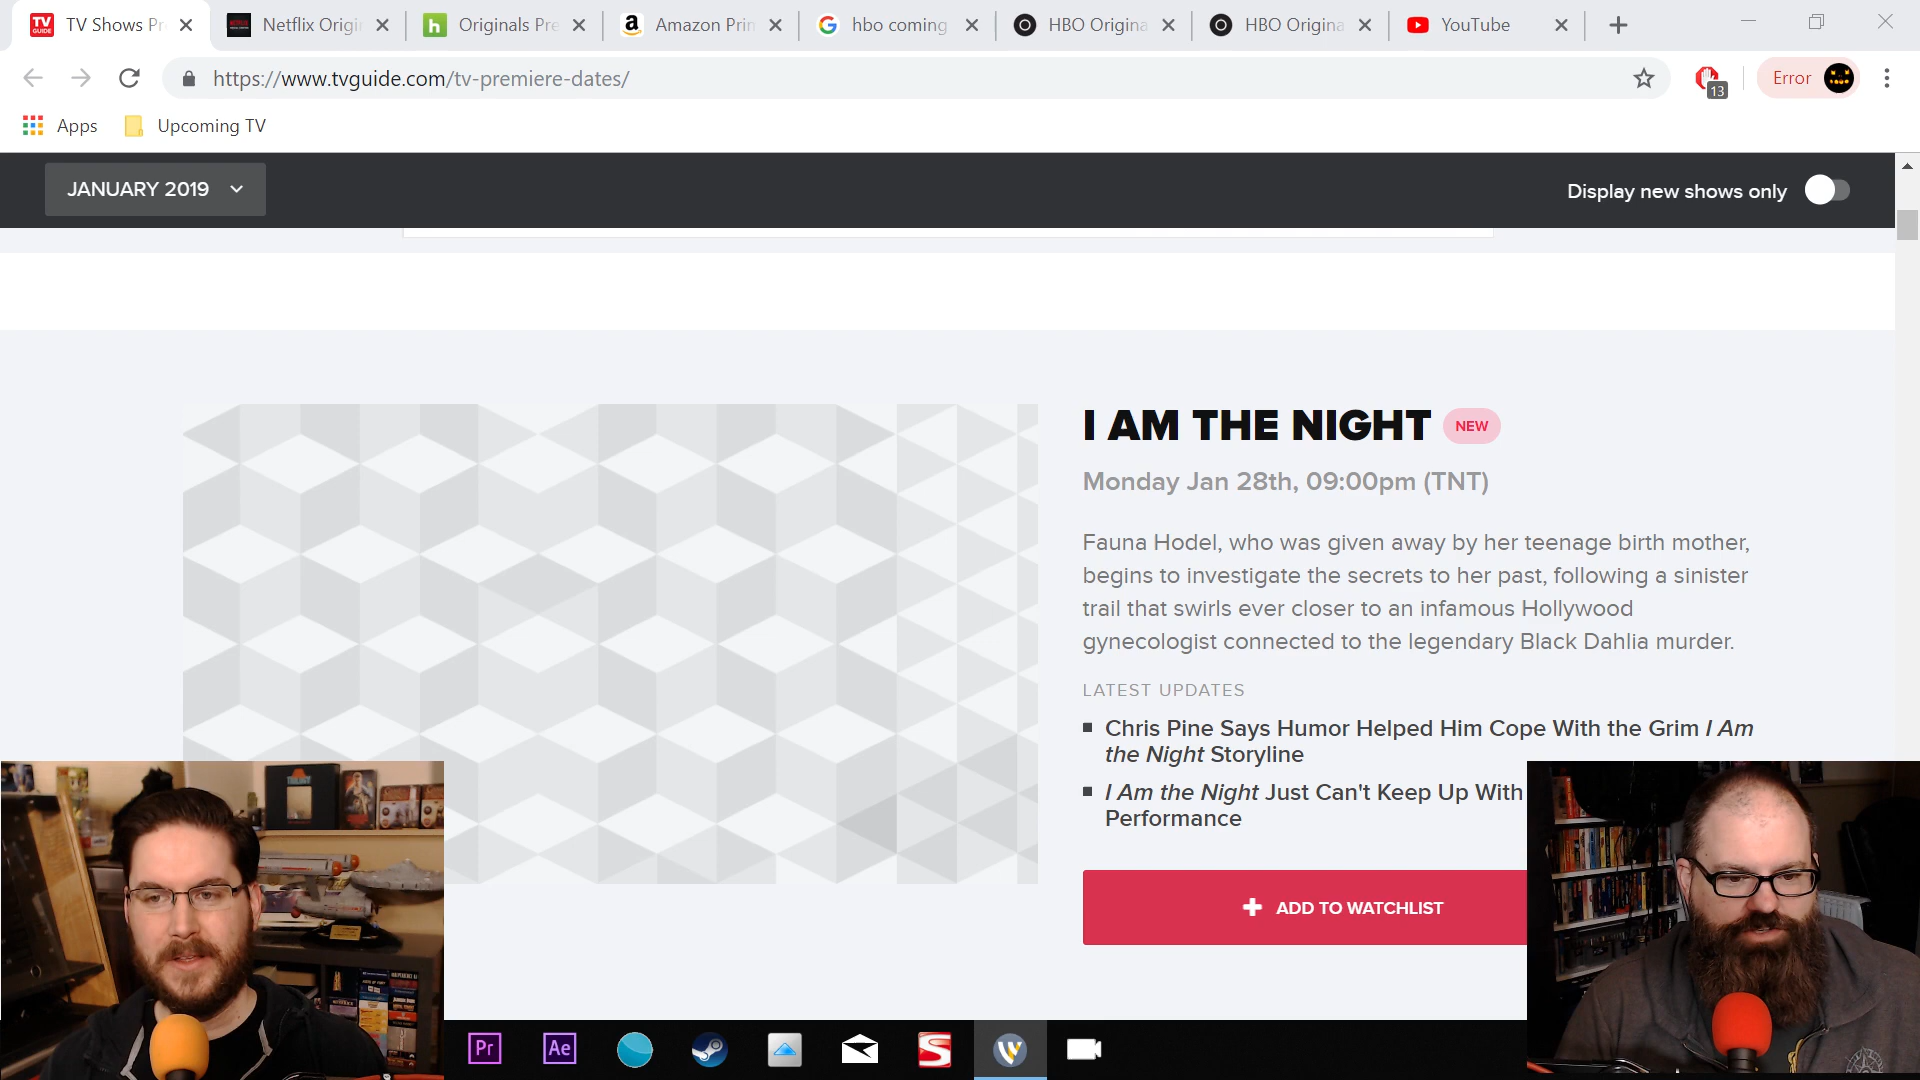 TV GUIDE
TV Shows Pr
Netflix Origi
Originals Pre
Amazon Prin
hbo coming
HBO Origina
HBO Origina
YouTube
https://www.tvguide.com/tv-premiere-dates/
13
Error
Apps
Upcoming TV
JANUARY 2019
Display new shows only
I AM THE NIGHT NEW
Monday Jan 28th, 09:00pm (TNT)
Fauna Hodel, who was given away by her teenage birth mother,
begins to investigate the secrets to her past, following a sinister
trail that swirls ever closer to an infamous Hollywood
gynecologist connected to the legendary Black Dahlia murder.
LATEST UPDATES
Chris Pine Says Humor Helped Him Cope With the Grim I Am
the Night Storyline
I Am the Night Just Can't Keep Up With
Performance
ADD TO WATCHLIST
Pr
Ae